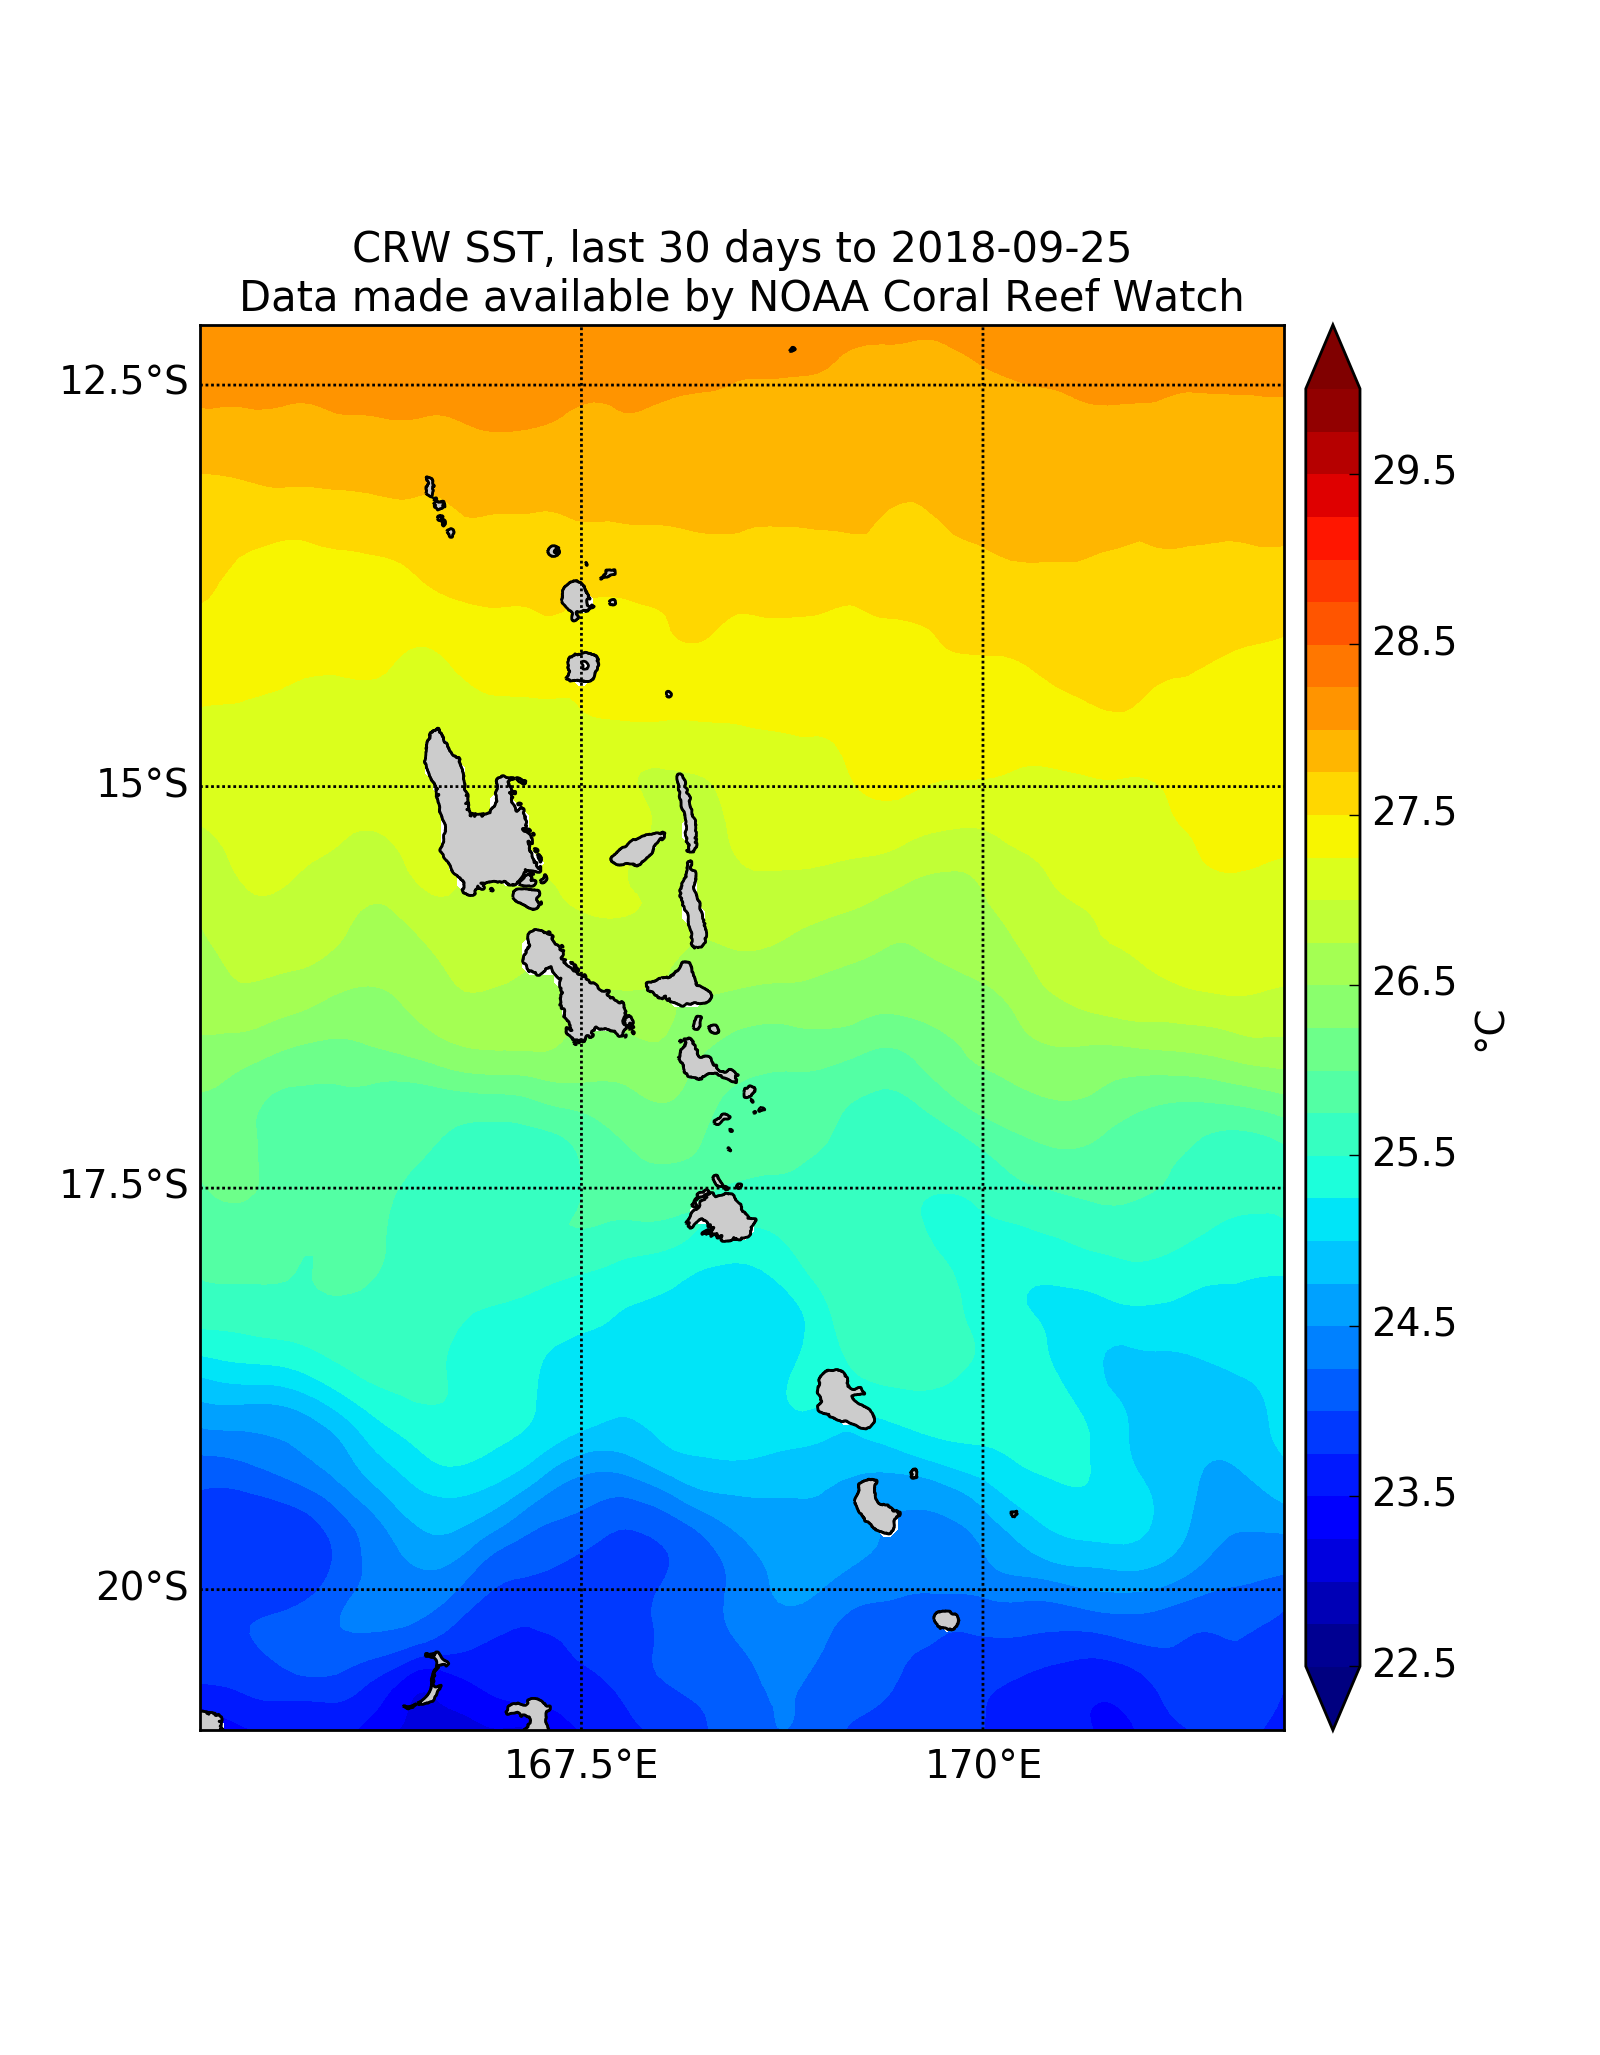 CRW SST, last 30 days to 2018-09-25
Data made available by NOAA Coral Reef Watch
12.5°S
15°S
17.5°S
20°S
167.5°E
170°E
29.5
28.5
27.5
26.5
25.5
24.5
23.5
22.5
°C